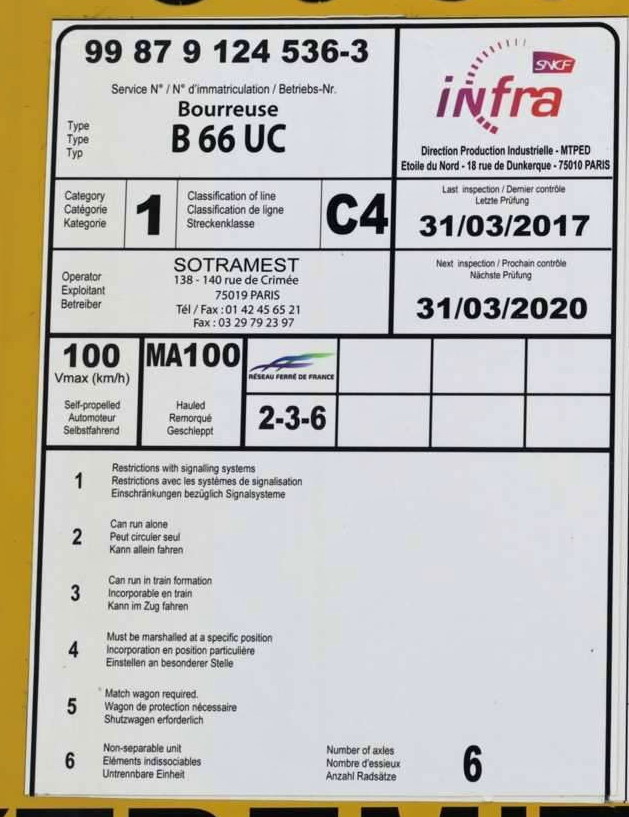 99 87 9 124 536-3
Service N° / N° d'immatriculation / Betriebs-Nr.
Type
Type
Typ
Bourreuse
B 66 UC
SNCF
infra
Direction Production Industrielle - MTPED
Etoile du Nord - 18 rue de Dunkerque - 75010 PARIS
Category
Catégorie
Kategorie
1
Classification of line
Classification de ligne
Streckenklasse
C4
Last inspection / Dernier contrôle
Letzte Prüfung
31/03/2017
Operator
Exploitant
Betreiber
SOTRAMEST
138 - 140 rue de Crimée
75019 PARIS
Tél / Fax : 01 42 45 65 21
Fax : 03 29 79 23 97
Next inspection / Prochain contrôle
Nächste Prüfung
31/03/2020
100
Vmax (km/h)
MA100
RÉSEAU FERRÉ DE FRANCE
Self-propelled
Automoteur
Selbstfahrend
Hauled
Remorqué
Geschleppt
2-3-6
1
Restrictions with signalling systems
Restrictions avec les systèmes de signalisation
Einschränkungen bezüglich Signalsysteme
2
Can run alone
Peut circuler seul
Kann allein fahren
3
Can run in train formation
Incorporable en train
Kann im Zug fahren
4
Must be marshalled at a specific position
Incorporation en position particulière
Einstellen an besonderer Stelle
5
Match wagon required.
Wagon de protection nécessaire
Shutzwagen erforderlich
6
Non-separable unit
Eléments indissociables
Untrennbare Einheit
Number of axles
Nombre d'essieux
Anzahl Radsätze
6